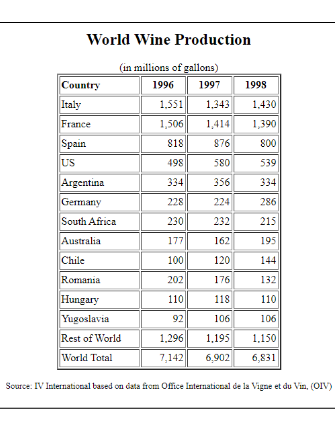 World Wine Production
(in millions of gallons)
Country 1996 1997 1998
Italy 1,551 1,343 1,430
France 1,506 1,414 1,390
Spain 818 876 800
US 498 580 539
Argentina 334 356 334
Germany 228 224 286
South Africa 230 232 215
Australia 177 162 195
Chile 100 120 144
Romania 202 176 132
Hungary 110 118 110
Yugoslavia 92 106 106
Rest of World 1,296 1,195 1,150
World Total 7,142 6,902 6,831
Source: IV International based on data from Office International de la Vigne et du Vin, (OIV)